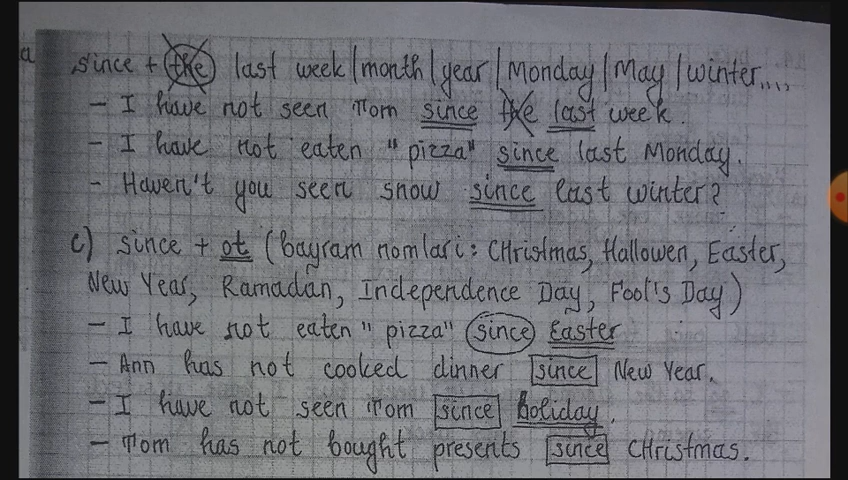 since + the last week/month/year/Monday/May/winter....
- I have not seen Tom since the last week.
- I have not eaten "pizza" since last Monday.
- Haven't you seen snow since last winter?
c) since + ot (bayram nomlari: CHristmas, Hallowen, Easter,
New Year, Ramadan, Independence Day, Fool's Day)
- I have not eaten "pizza" since Easter
- Ann has not cooked dinner since New Year.
- I have not seen Tom since holiday.
- Tom has not bought presents since CHristmas.